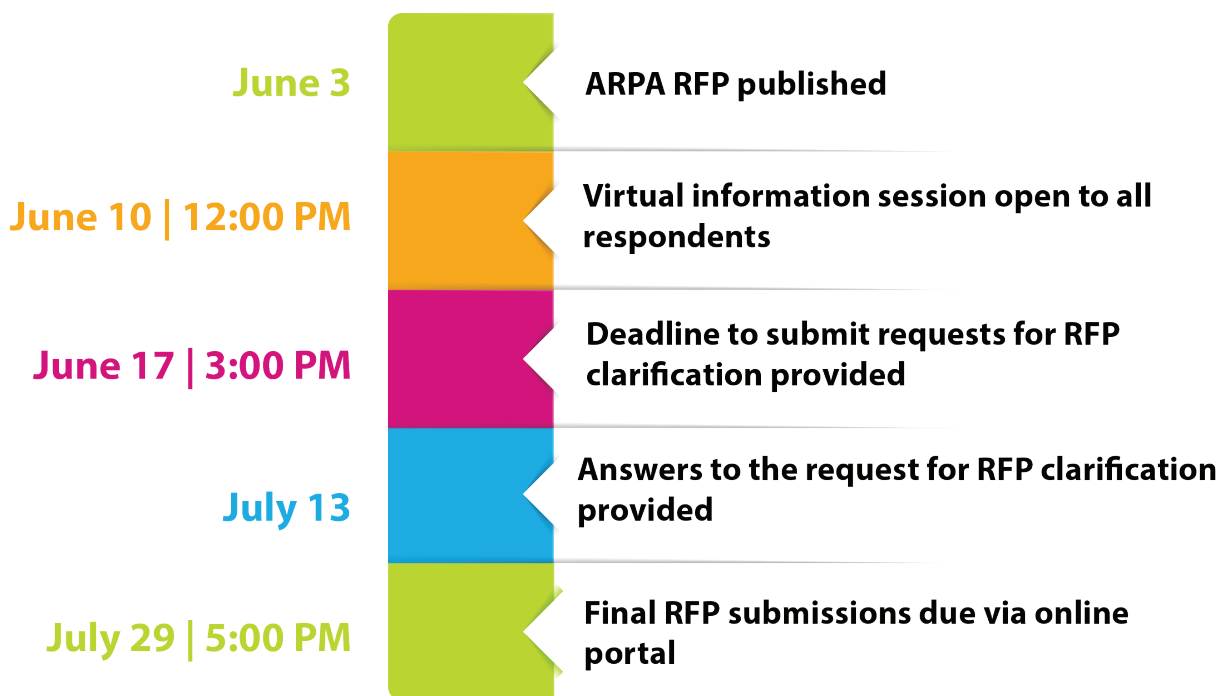 June 3
ARPA RFP published
June 10 | 12:00 PM
Virtual information session open to all
respondents
June 17 | 3:00 PM
Deadline to submit requests for RFP
clarification provided
July 13
Answers to the request for RFP clarification
provided
July 29 | 5:00 PM
Final RFP submissions due via online
portal